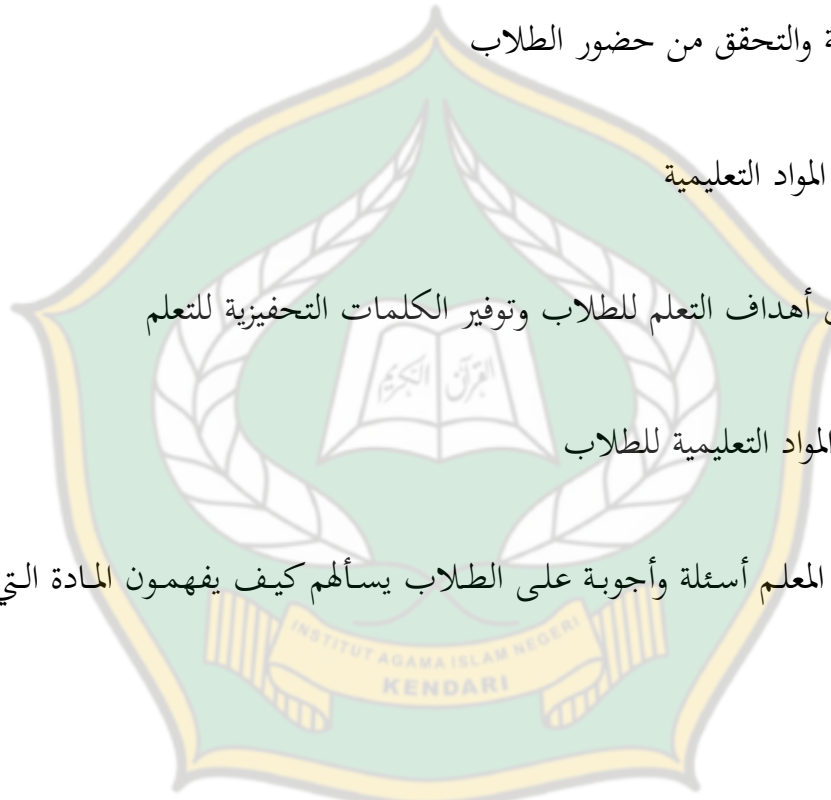 والتحقق من حضور الطلاب
المواد التعليمية
أهداف التعلم للطلاب وتوفير الكلمات التحفيزية للتعلم
القرآن الكريم
المواد التعليمية للطلاب
المعلم أسئلة وأجوبة على الطلاب يسألهم كيف يفهمون المادة التي
INSTITUT AGAMA ISLAM NEGERI
KENDARI